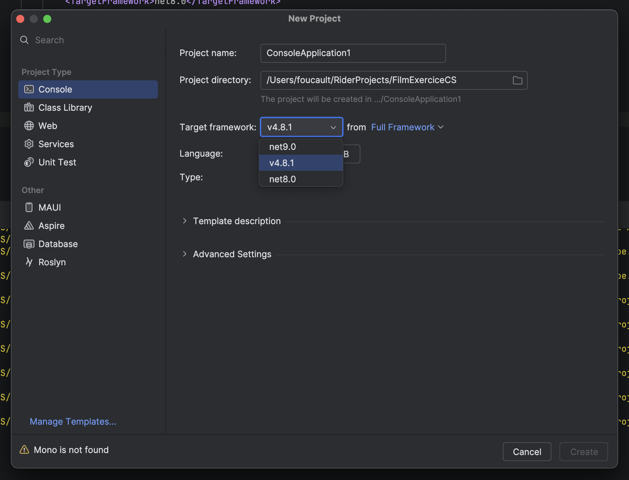 <TargetFramework>net8.0</TargetFramework>
New Project
Search
Project Type
Console
Class Library
Web
Services
Unit Test
Other
MAUI
Aspire
Database
Roslyn
Manage Templates...
Project name: ConsoleApplication1
Project directory: /Users/foucault/RiderProjects/FilmExerciceCS
The project will be created in .../ConsoleApplication1
Target framework: v4.8.1 from Full Framework
net9.0
v4.8.1
net8.0
Language: B
Type:
Template description
Advanced Settings
Mono is not found
Cancel
Create